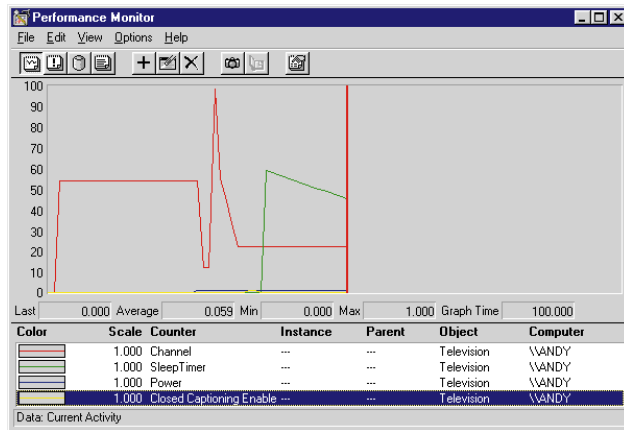 Performance Monitor
File Edit View Options Help
100
90
80
70
60
50
40
30
20
10
0
Last 0.000 Average 0.059 Min 0.000 Max 1.000 Graph Time 100.000
Color Scale Counter Instance Parent Object Computer
1.000 Channel --- --- Television \\ANDY
1.000 SleepTimer --- --- Television \\ANDY
1.000 Power --- --- Television \\ANDY
1.000 Closed Captioning Enable --- --- Television \\ANDY
Data: Current Activity